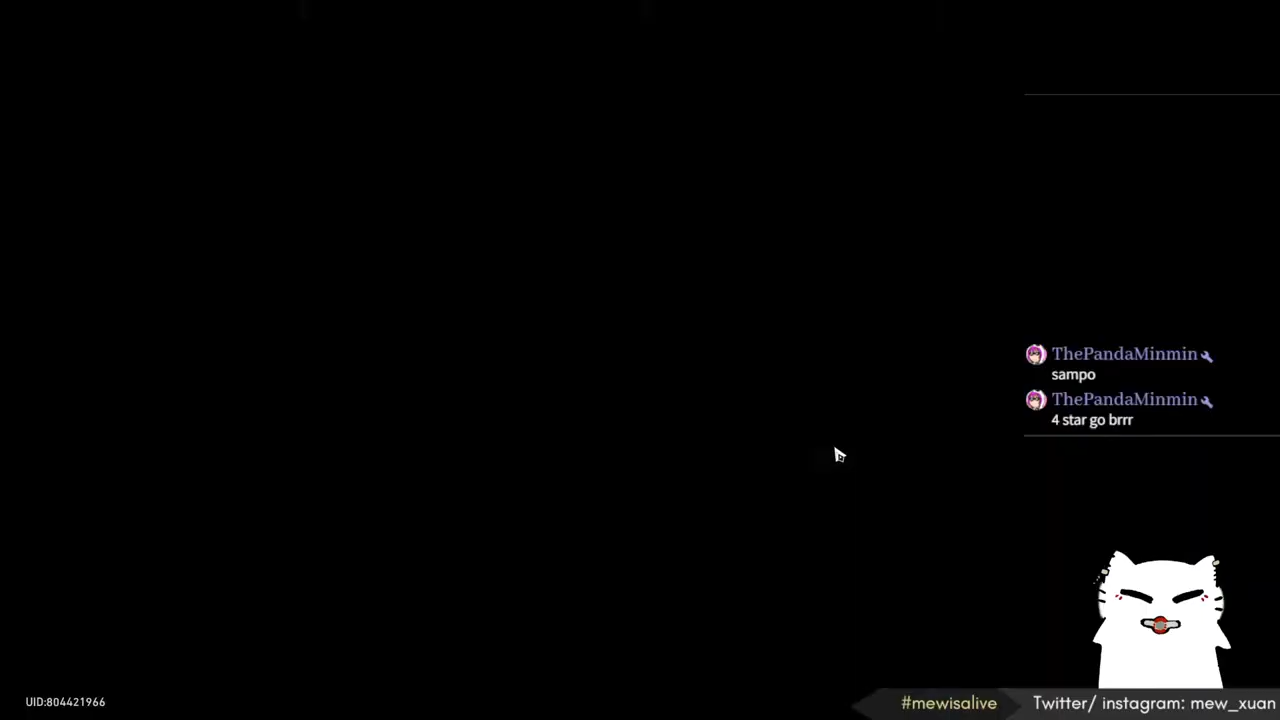 ThePandaMinmin
sampo
ThePandaMinmin
4 star go brrr
UID:804421966
#mewisalive
Twitter/ instagram: mew_xuan